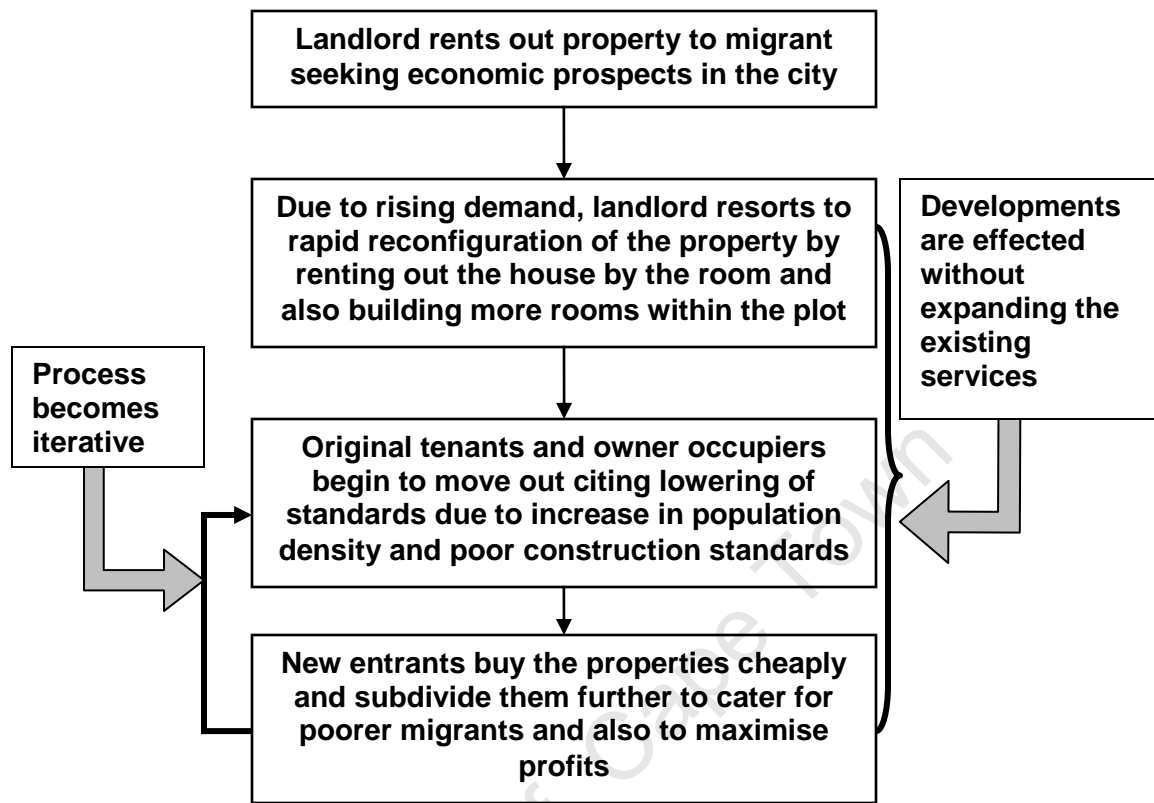 Landlord rents out property to migrant
seeking economic prospects in the city
Due to rising demand, landlord resorts to
rapid reconfiguration of the property by
renting out the house by the room and
also building more rooms within the plot
Developments
are effected
without
expanding the
existing
services
Process
becomes
iterative
Original tenants and owner occupiers
begin to move out citing lowering of
standards due to increase in population
density and poor construction standards
New entrants buy the properties cheaply
and subdivide them further to cater for
poorer migrants and also to maximise
profits
of Cape Town